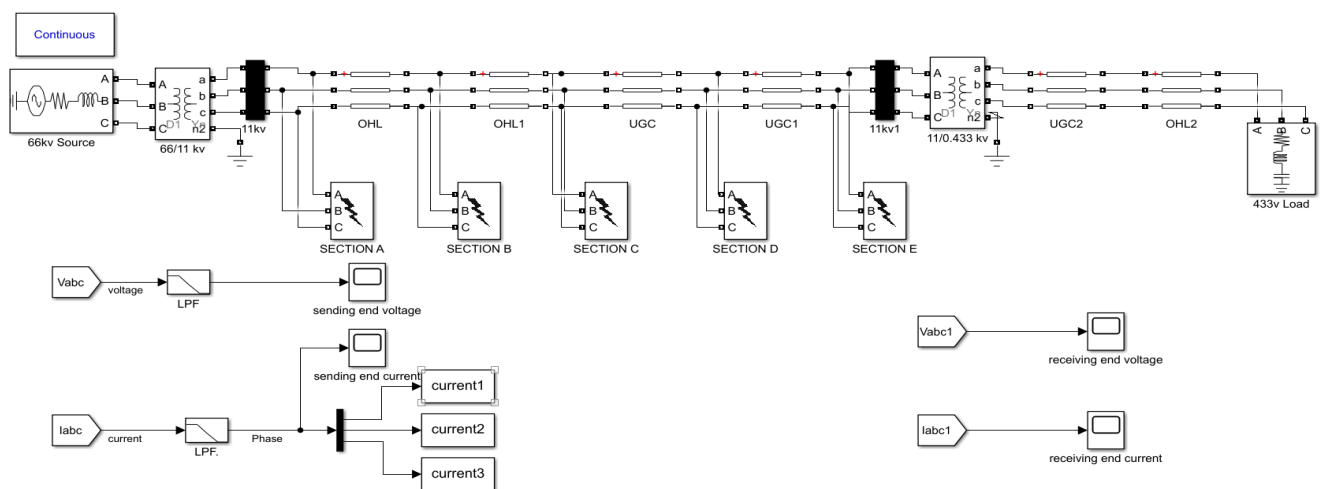 Continuous
A
B
C
66kv Source
A
B
C
a
b
c
n2
D1
66/11 kv
11kv
OHL
OHL1
UGC
UGC1
11kv1
A
B
C
a
b
c
n2
D1
11/0.433 kv
UGC2
OHL2
A
B
C
433v Load
A
B
C
SECTION A
A
B
C
SECTION B
A
B
C
SECTION C
A
B
C
SECTION D
A
B
C
SECTION E
Vabc
voltage
LPF
sending end voltage
sending end current
current1
Iabc
current
LPF.
Phase
current2
current3
Vabc1
receiving end voltage
Iabc1
receiving end current